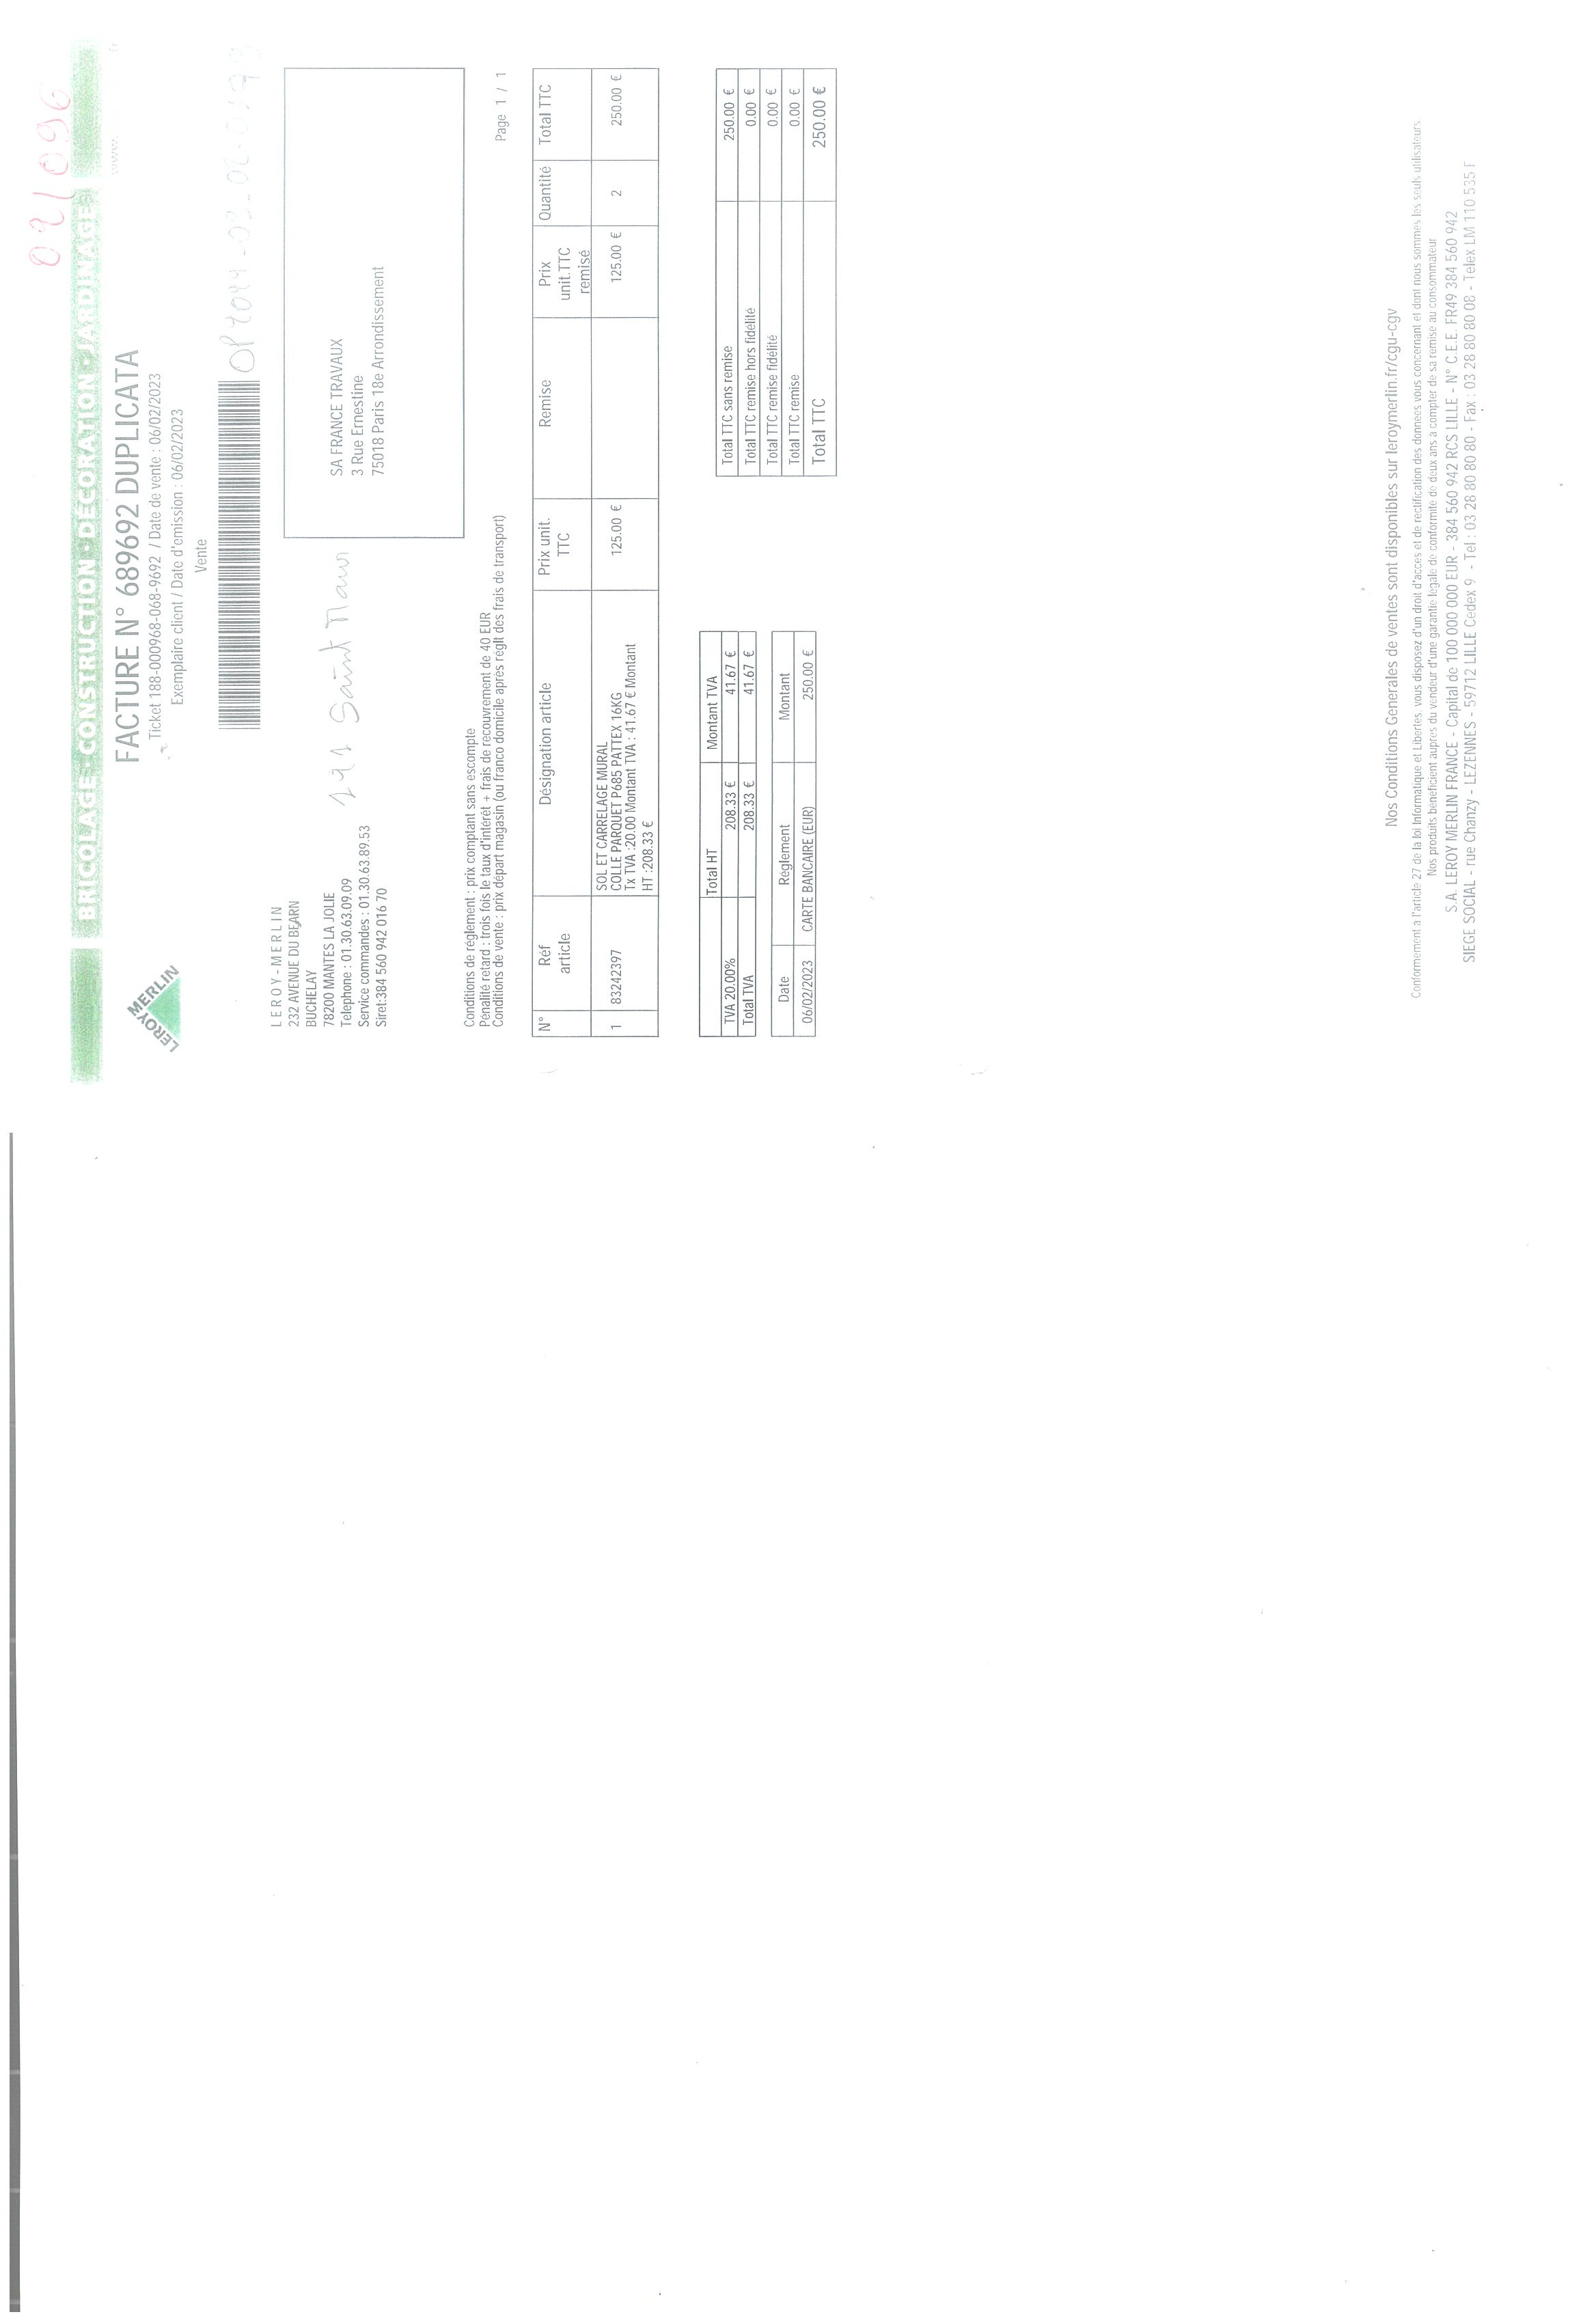 BRICOLAGE - CONSTRUCTION - DECORATION - JARDINAGE
LEROY MERLIN
FACTURE N° 689692 DUPLICATA
Ticket 188-000968-068-9692 / Date de vente : 06/02/2023
Exemplaire client / Date d'emission : 06/02/2023
Vente
LEROY-MERLIN
232 AVENUE DU BEARN
BUCHELAY
78200 MANTES LA JOLIE
Telephone : 01.30.63.09.09
Service commandes : 01.30.63.89.53
Siret:384 560 942 016 70
Saint Maur
SA FRANCE TRAVAUX
3 Rue Ernestine
75018 Paris 18e Arrondissement
Conditions de réglement : prix comptant sans escompte
Pénalité retard : trois fois le taux d'intérêt + frais de recouvrement de 40 EUR
Conditions de vente : prix départ magasin (ou franco domicile après réglt des frais de transport)
Page 1 / 1
N° Réf article Désignation article Prix unit. TTC Remise Prix unit.TTC remisé Quantité Total TTC
1 83242397 SOL ET CARRELAGE MURAL 125.00 € 125.00 € 2 250.00 €
COLLE PARQUET P685 PATTEX 16KG
Tx TVA :20.00 Montant TVA : 41.67 € Montant
HT :208.33 €
Total HT Montant TVA
TVA 20.00% 208.33 € 41.67 €
Total TVA 208.33 € 41.67 €
Date Réglement Montant
06/02/2023 CARTE BANCAIRE (EUR) 250.00 €
Total TTC sans remise 250.00 €
Total TTC remise hors fidélité 0.00 €
Total TTC remise fidélité 0.00 €
Total TTC remise 0.00 €
Total TTC 250.00 €
Nos Conditions Generales de ventes sont disponibles sur leroymerlin.fr/cgu-cgv
Conformement a l'article 27 de la loi Informatique et Libertes, vous disposez d'un droit d'acces et de rectification des donnees vous concernant et dont nous sommes les seuls utilisateurs.
Nos produits beneficient aupres du vendeur d'une garantie legale de conformite de deux ans a compter de sa remise au consommateur
S.A. LEROY MERLIN FRANCE - Capital de 100 000 000 EUR - 384 560 942 RCS LILLE - N° C.E.E. FR49 384 560 942
SIEGE SOCIAL - rue Chanzy - LEZENNES - 59712 LILLE Cedex 9 - Tel : 03 28 80 80 80 - Fax : 03 28 80 80 08 - Telex LM 110 535 F